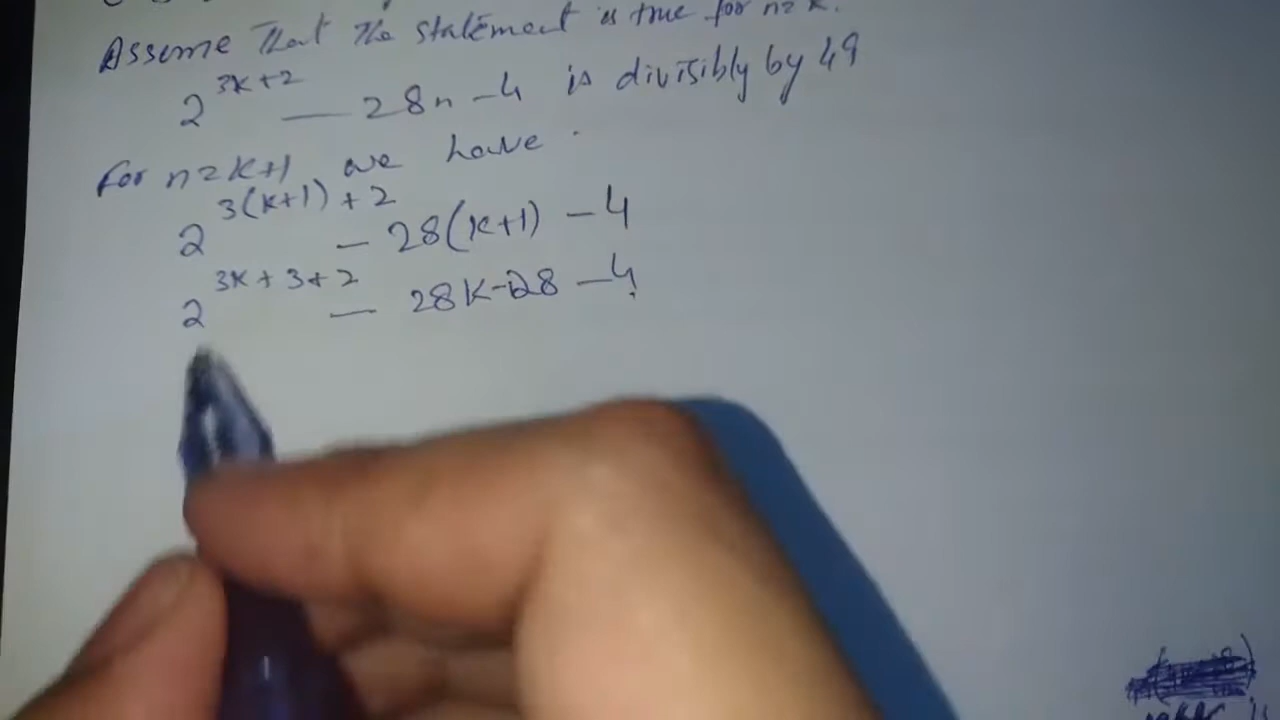 Assume That the statement is true for n=k.
2^{3k+2} — 28n - 4 is divisibly by 49
for n=k+1 we have
2^{3(k+1)+2} - 28(k+1) - 4
2^{3k+3+2} — 28k-28 - 4